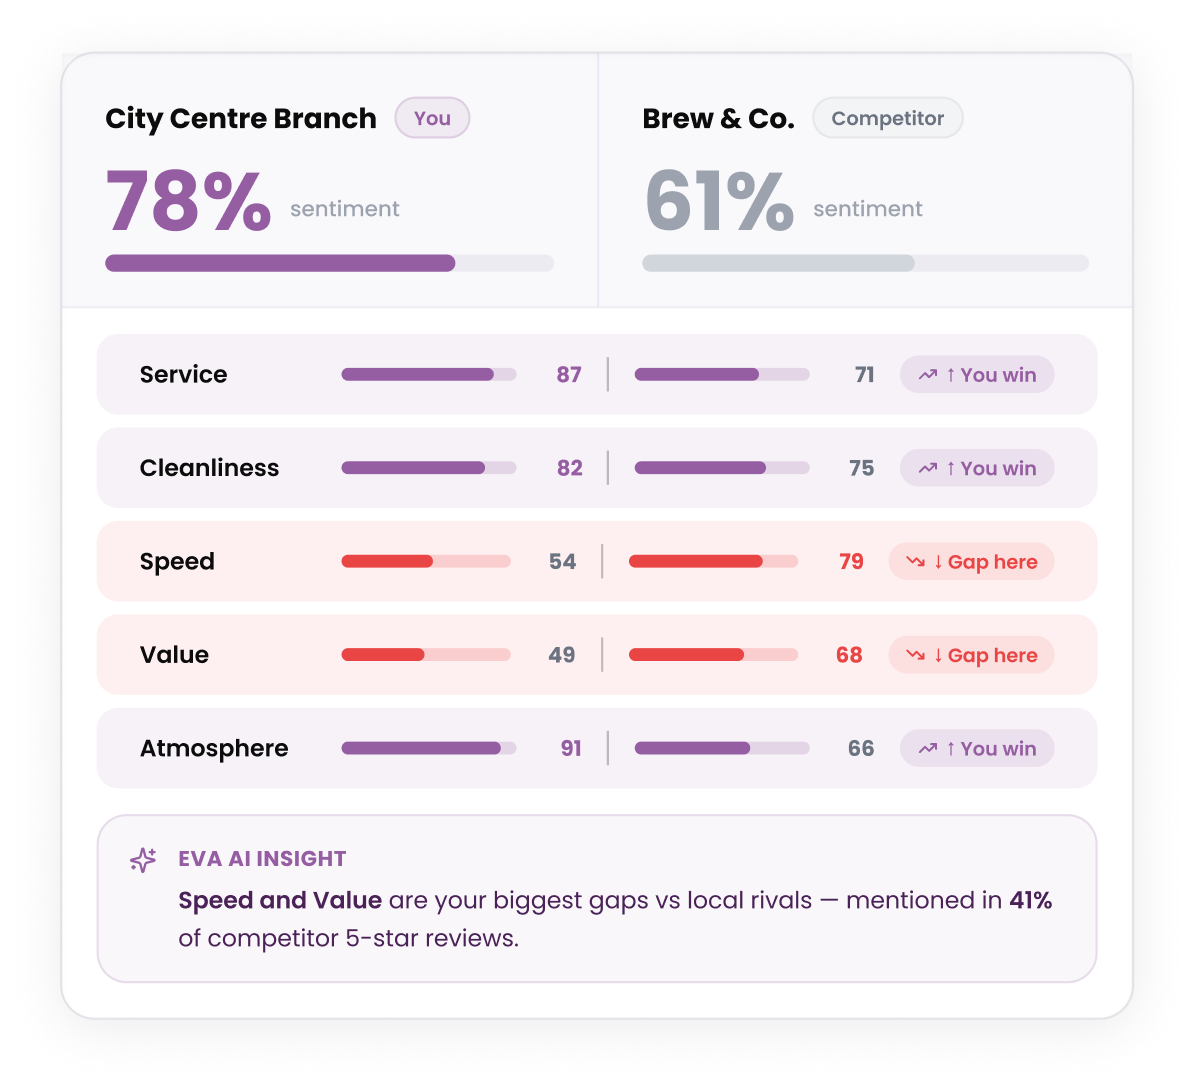 City Centre Branch You
78% sentiment
Brew & Co. Competitor
61% sentiment
Service 87 71 ↑ You win
Cleanliness 82 75 ↑ You win
Speed 54 79 ↓ Gap here
Value 49 68 ↓ Gap here
Atmosphere 91 66 ↑ You win
EVA AI INSIGHT
Speed and Value are your biggest gaps vs local rivals — mentioned in 41%
of competitor 5-star reviews.